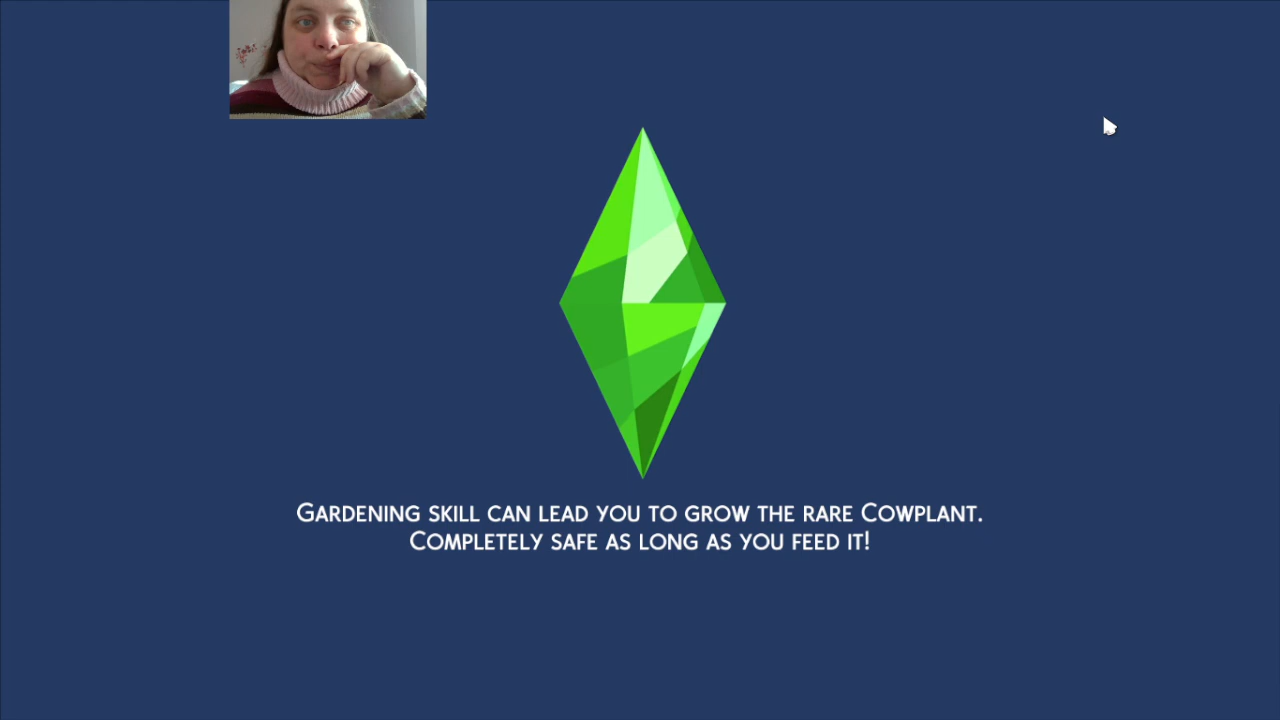 Gardening skill can lead you to grow the rare Cowplant.
Completely safe as long as you feed it!